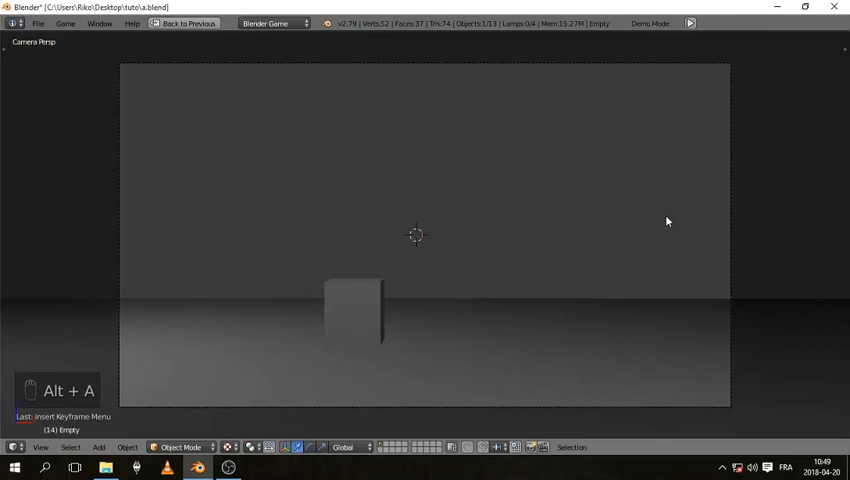 Blender* [C:\Users\Riko\Desktop\tuto\a.blend]
File Game Window Help Back to Previous Blender Game v2.79 | Verts:52 | Faces:37 | Tris:74 | Objects:1/13 | Lamps:0/4 | Mem:15.27M | Empty Demo Mode:
Camera Persp
Alt + A
Last: Insert Keyframe Menu
(14) Empty
View Select Add Object Object Mode Global Selection
FRA
10:49
2018-04-20